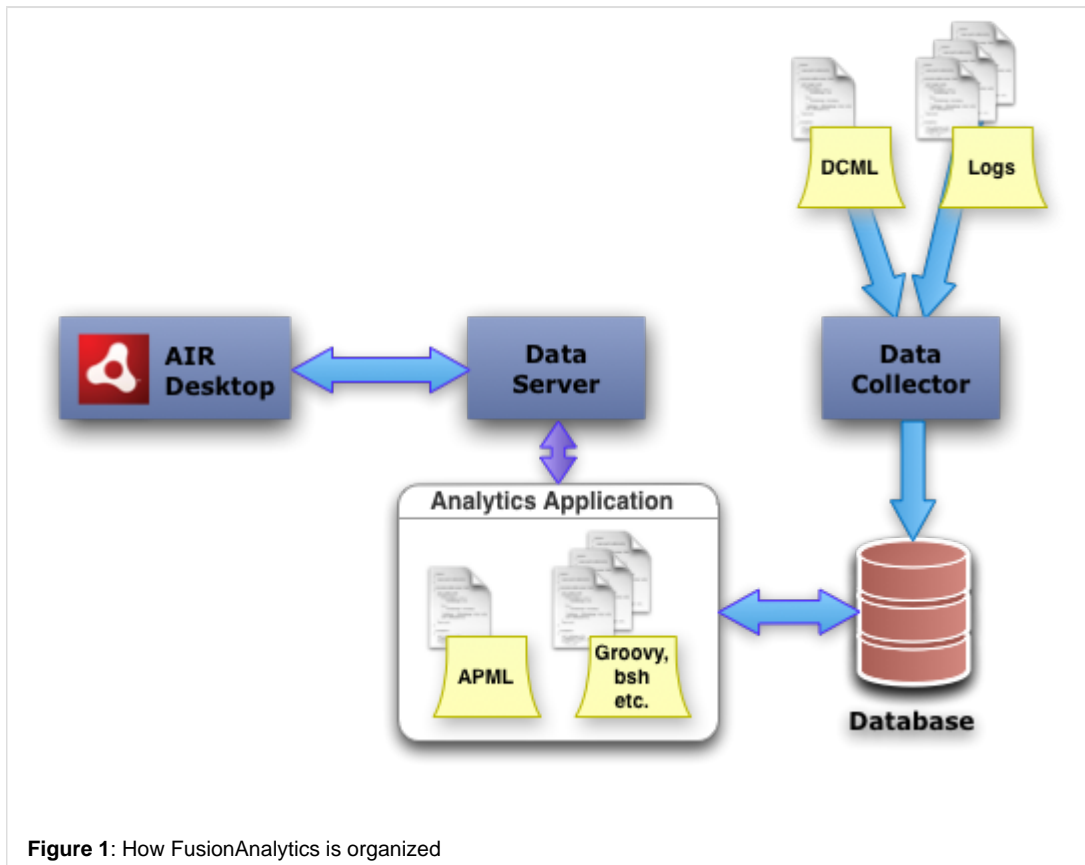 DCML
Logs
AIR
Desktop
Data
Server
Data
Collector
Analytics Application
APML
Groovy,
bsh
etc.
Database
Figure 1: How FusionAnalytics is organized